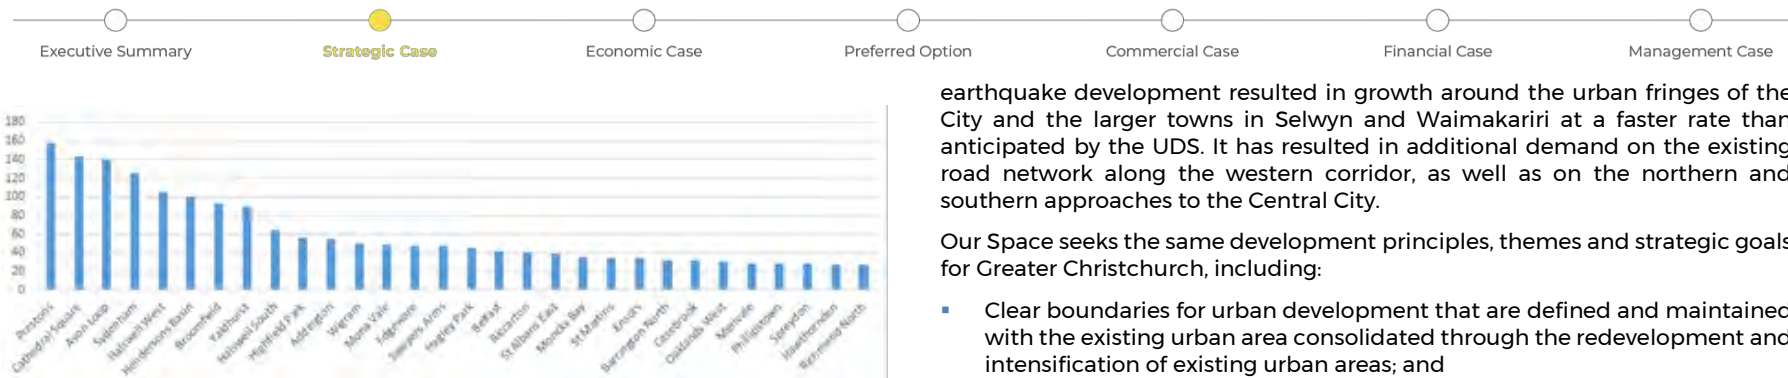 Executive Summary
Strategic Case
Economic Case
Preferred Option
Commercial Case
Financial Case
Management Case
180
160
140
120
100
80
60
40
20
0
Prestons
Cathedral Square
Avon Loop
Sydenham
Halswell West
Hendersons Basin
Broomfield
Yaldhurst
Halswell South
Highfield Park
Addington
Wigram
Mona Vale
Edgeware
Sawyers Arms
Hagley Park
Belfast
Riccarton
St Albans East
Moncks Bay
St Martins
Ensors
Barrington North
Casebrook
Oaklands West
Merivale
Phillipstown
Spreydon
Hawthornden
Richmond North
earthquake development resulted in growth around the urban fringes of the
City and the larger towns in Selwyn and Waimakariri at a faster rate than
anticipated by the UDS. It has resulted in additional demand on the existing
road network along the western corridor, as well as on the northern and
southern approaches to the Central City.
Our Space seeks the same development principles, themes and strategic goals
for Greater Christchurch, including:
▪ Clear boundaries for urban development that are defined and maintained
with the existing urban area consolidated through the redevelopment and
intensification of existing urban areas; and